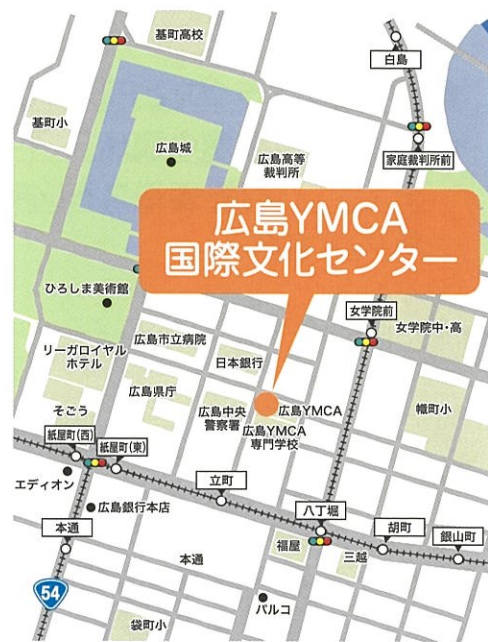 基町高校
白島
基町小
広島城
広島高等
裁判所
家庭裁判所前
広島YMCA
国際文化センター
ひろしま美術館
女学院前
女学院中・高
広島市立病院
リーガロイヤル
ホテル
日本銀行
広島県庁
広島中央
警察署
広島YMCA
広島YMCA
専門学校
幟町小
そごう
紙屋町(西)
紙屋町(東)
エディオン
立町
広島銀行本店
八丁堀
胡町
銀山町
本通
福屋
三越
本通
54
パルコ
袋町小